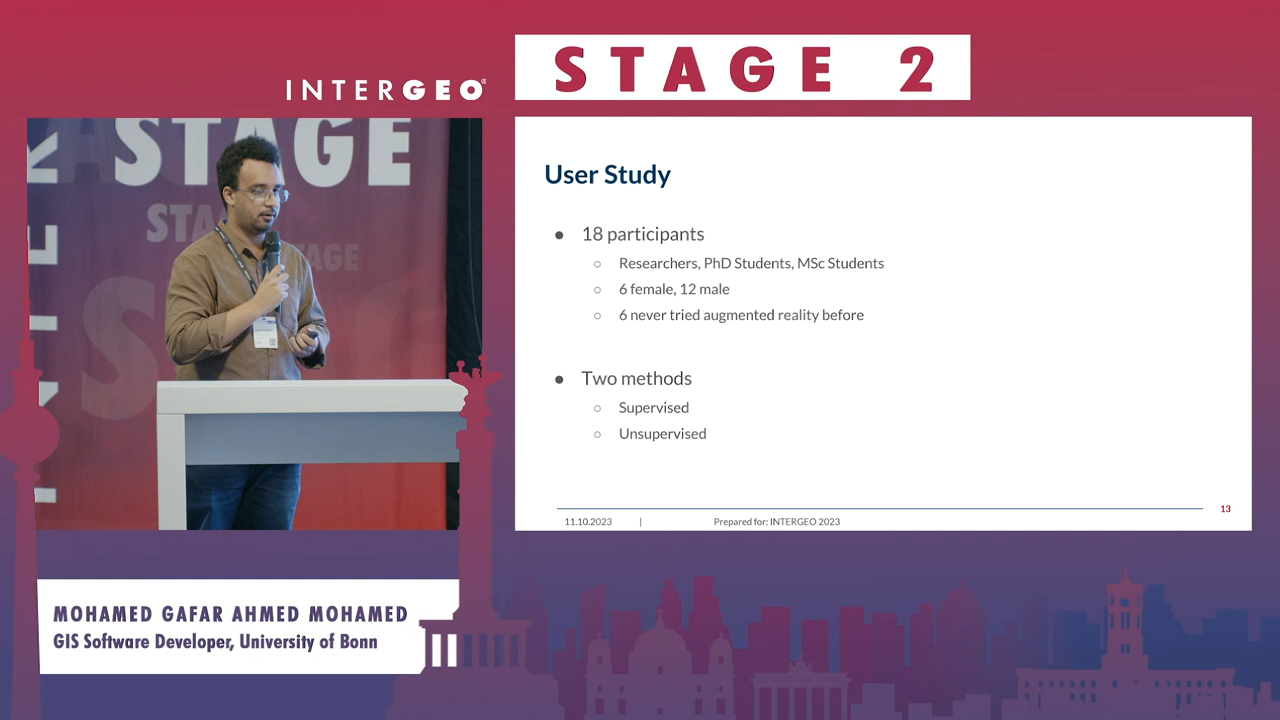 INTERGEO®
STAGE 2
STAGE
STA
STAGE
S
User Study
● 18 participants
○ Researchers, PhD Students, MSc Students
○ 6 female, 12 male
○ 6 never tried augmented reality before
● Two methods
○ Supervised
○ Unsupervised
11.10.2023 | Prepared for: INTERGEO 2023
13
MOHAMED GAFAR AHMED MOHAMED
GIS Software Developer, University of Bonn